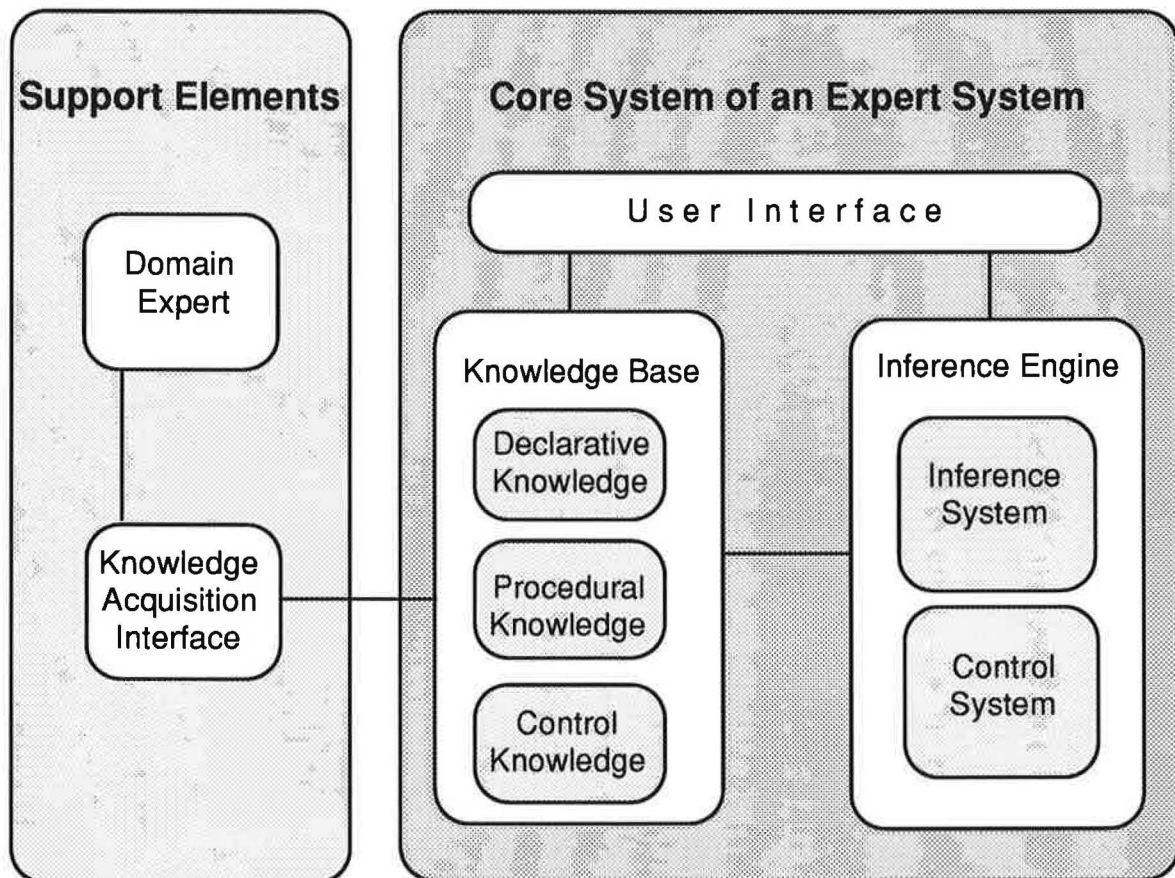 Support Elements
Domain
Expert
Knowledge
Acquisition
Interface
Core System of an Expert System
User Interface
Knowledge Base
Declarative
Knowledge
Procedural
Knowledge
Control
Knowledge
Inference Engine
Inference
System
Control
System